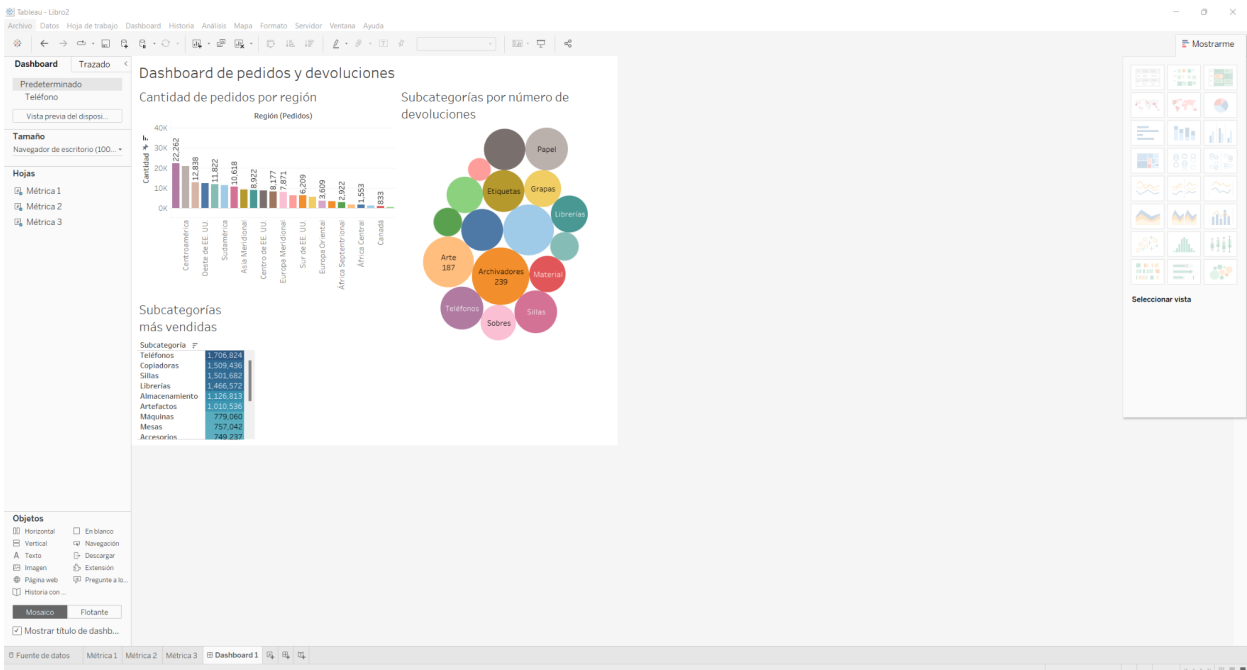 Tableau - Libro2
Archivo Datos Hoja de trabajo Dashboard Historia Análisis Mapa Formato Servidor Ventana Ayuda
Mostrarme
Dashboard Trazado
Predeterminado
Teléfono
Vista previa del disposi...
Tamaño
Navegador de escritorio (100...
Hojas
Métrica 1
Métrica 2
Métrica 3
Dashboard de pedidos y devoluciones
Cantidad de pedidos por región
Región (Pedidos)
Cantidad
40K
30K
20K
10K
0K
22,262
12,838
11,822
10,618
8,922
8,177
7,871
6,209
3,609
2,922
1,553
833
Centroamérica
Oeste de EE. UU.
Sudamérica
Asia Meridional
Centro de EE. UU.
Europa Meridional
Sur de EE. UU.
Europa Oriental
África Septentrional
África Central
Canadá
Subcategorías por número de
devoluciones
Papel
Etiquetas
Grapas
Librerías
Arte
187
Archivadores
239
Material
Teléfonos
Sobres
Sillas
Subcategorías
más vendidas
Subcategoría
Teléfonos 1,706,824
Copiadoras 1,509,436
Sillas 1,501,682
Librerías 1,466,572
Almacenamiento 1,126,813
Artefactos 1,010,536
Máquinas 779,060
Mesas 757,042
Accesorios 749,237
Seleccionar vista
Objetos
Horizontal En blanco
Vertical Navegación
Texto Descargar
Imagen Extensión
Página web Pregunte a lo...
Historia con ...
Mosaico Flotante
Mostrar título de dashb...
Fuente de datos Métrica 1 Métrica 2 Métrica 3 Dashboard 1